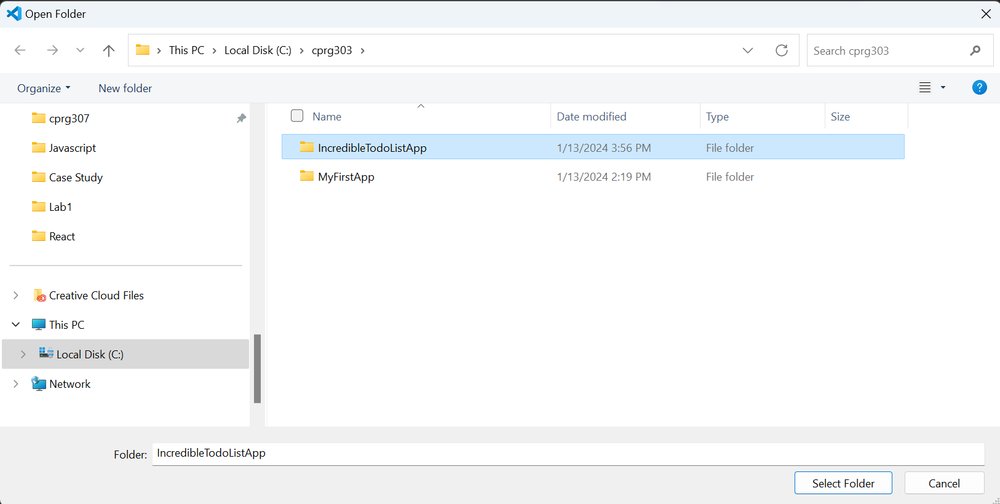 Open Folder
This PC Local Disk (C:) cprg303
Search cprg303
Organize New folder
?
cprg307
Javascript
Case Study
Lab1
React
Creative Cloud Files
This PC
Local Disk (C:)
Network
Name Date modified Type Size
IncredibleTodoListApp 1/13/2024 3:56 PM File folder
MyFirstApp 1/13/2024 2:19 PM File folder
Folder: IncredibleTodoListApp
Select Folder Cancel